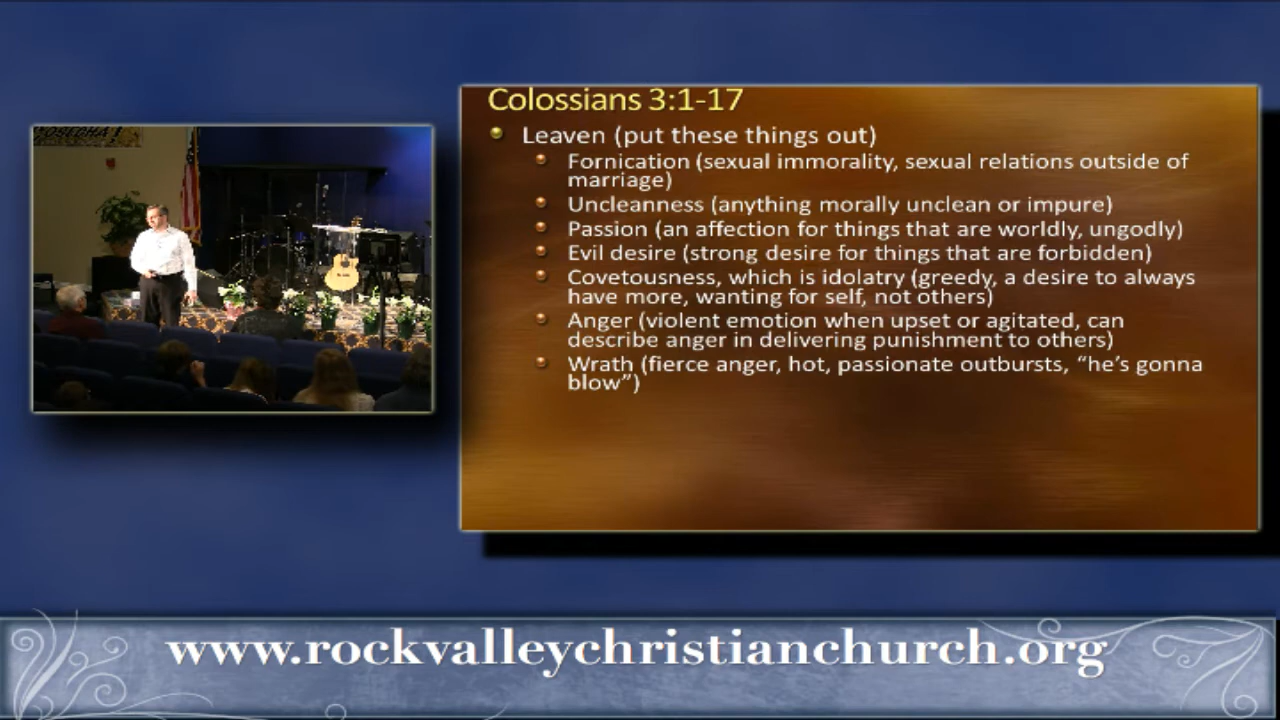 Colossians 3:1-17
Leaven (put these things out)
Fornication (sexual immorality, sexual relations outside of
marriage)
Uncleanness (anything morally unclean or impure)
Passion (an affection for things that are worldly, ungodly)
Evil desire (strong desire for things that are forbidden)
Covetousness, which is idolatry (greedy, a desire to always
have more, wanting for self, not others)
Anger (violent emotion when upset or agitated, can
describe anger in delivering punishment to others)
Wrath (fierce anger, hot, passionate outbursts, “he’s gonna
blow”)
www.rockvalleychristianchurch.org